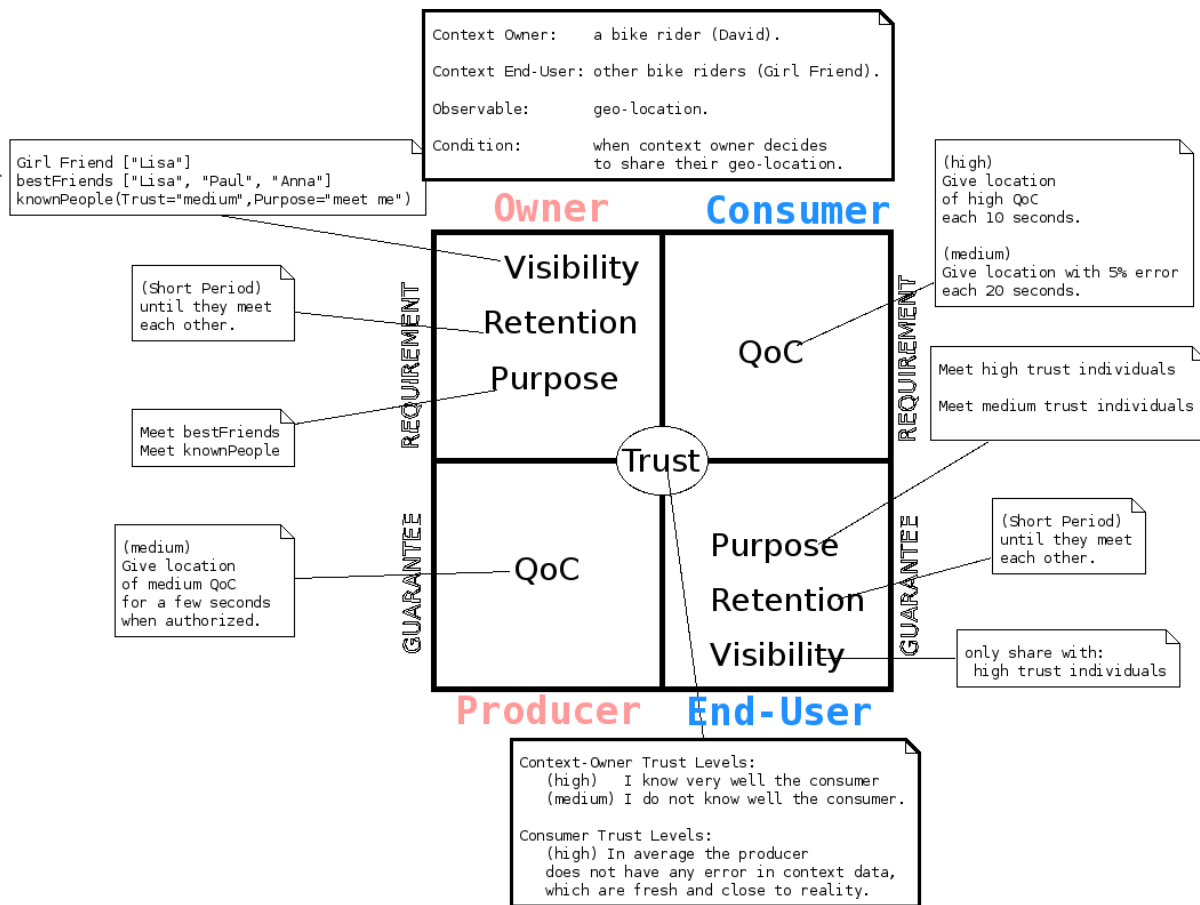 Context Owner:    a bike rider (David).
Context End-User: other bike riders (Girl Friend).
Observable:       geo-location.
Condition:        when context owner decides
to share their geo-location.
Girl Friend ["Lisa"]
bestFriends ["Lisa", "Paul", "Anna"]
knownPeople(Trust="medium",Purpose="meet me")
(high)
Give location
of high QoC
each 10 seconds.
(medium)
Give location with 5% error
each 20 seconds.
Owner
Consumer
REQUIREMENT
REQUIREMENT
Visibility
Retention
Purpose
QoC
(Short Period)
until they meet
each other.
Meet bestFriends
Meet knownPeople
Meet high trust individuals
Meet medium trust individuals
Trust
(medium)
Give location
of medium QoC
for a few seconds
when authorized.
GUARANTEE
GUARANTEE
QoC
Purpose
Retention
Visibility
(Short Period)
until they meet
each other.
only share with:
high trust individuals
Producer
End-User
Context-Owner Trust Levels:
(high)   I know very well the consumer
(medium) I do not know well the consumer.
Consumer Trust Levels:
(high) In average the producer
does not have any error in context data,
which are fresh and close to reality.